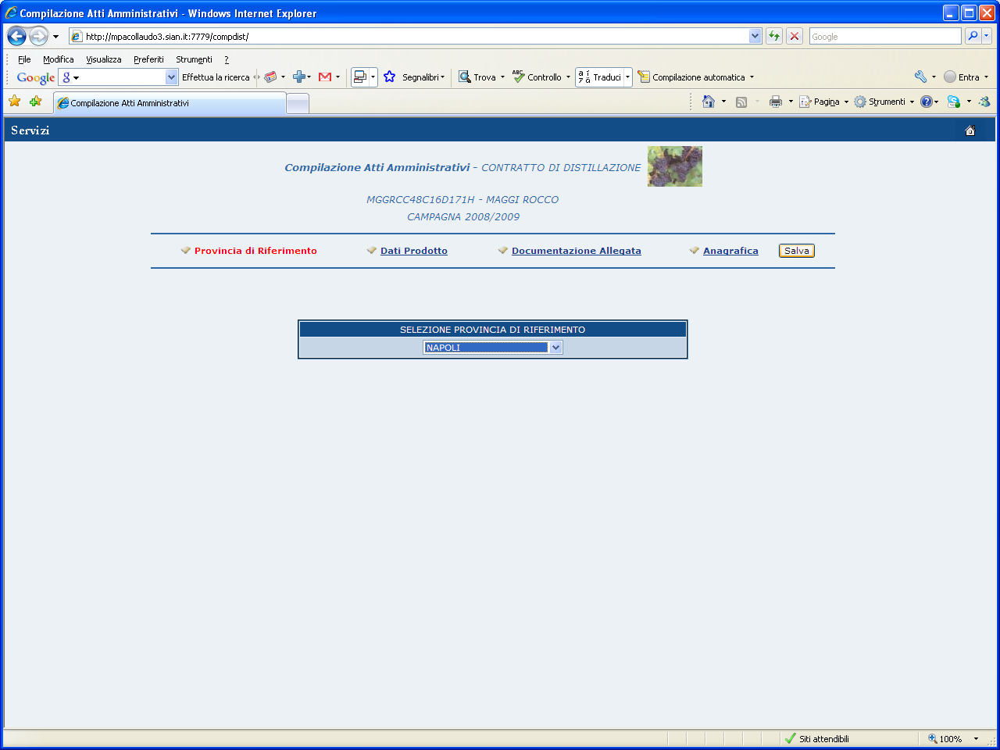 Compilazione Atti Amministrativi - Windows Internet Explorer
http://mpacollaudo3.sian.it:7779/compdist/
Google
File Modifica Visualizza Preferiti Strumenti ?
Google Effettua la ricerca Segnalibri Trova Controllo Traduci Compilazione automatica Entra
Compilazione Atti Amministrativi Pagina Strumenti
Servizi
Compilazione Atti Amministrativi - CONTRATTO DI DISTILLAZIONE
MGGRCC48C16D171H - MAGGI ROCCO
CAMPAGNA 2008/2009
Provincia di Riferimento Dati Prodotto Documentazione Allegata Anagrafica Salva
SELEZIONE PROVINCIA DI RIFERIMENTO
NAPOLI
Siti attendibili 100%